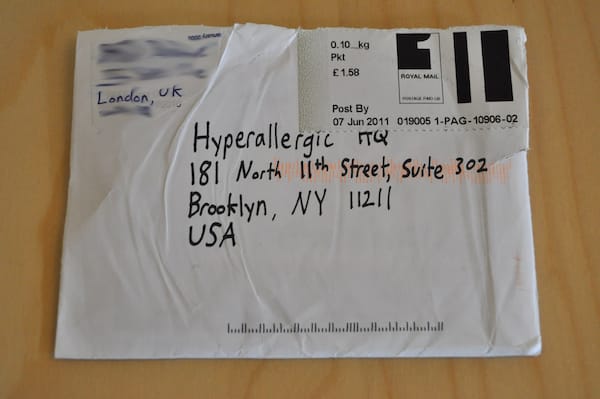 London, UK
0.10 kg
Pkt
£1.58
ROYAL MAIL
POSTAGE PAID UK
Post By
07 Jun 2011 019005 1-PAG-10906-02
Hyperallergic HQ
181 North 11th Street, Suite 302
Brooklyn, NY 11211
USA